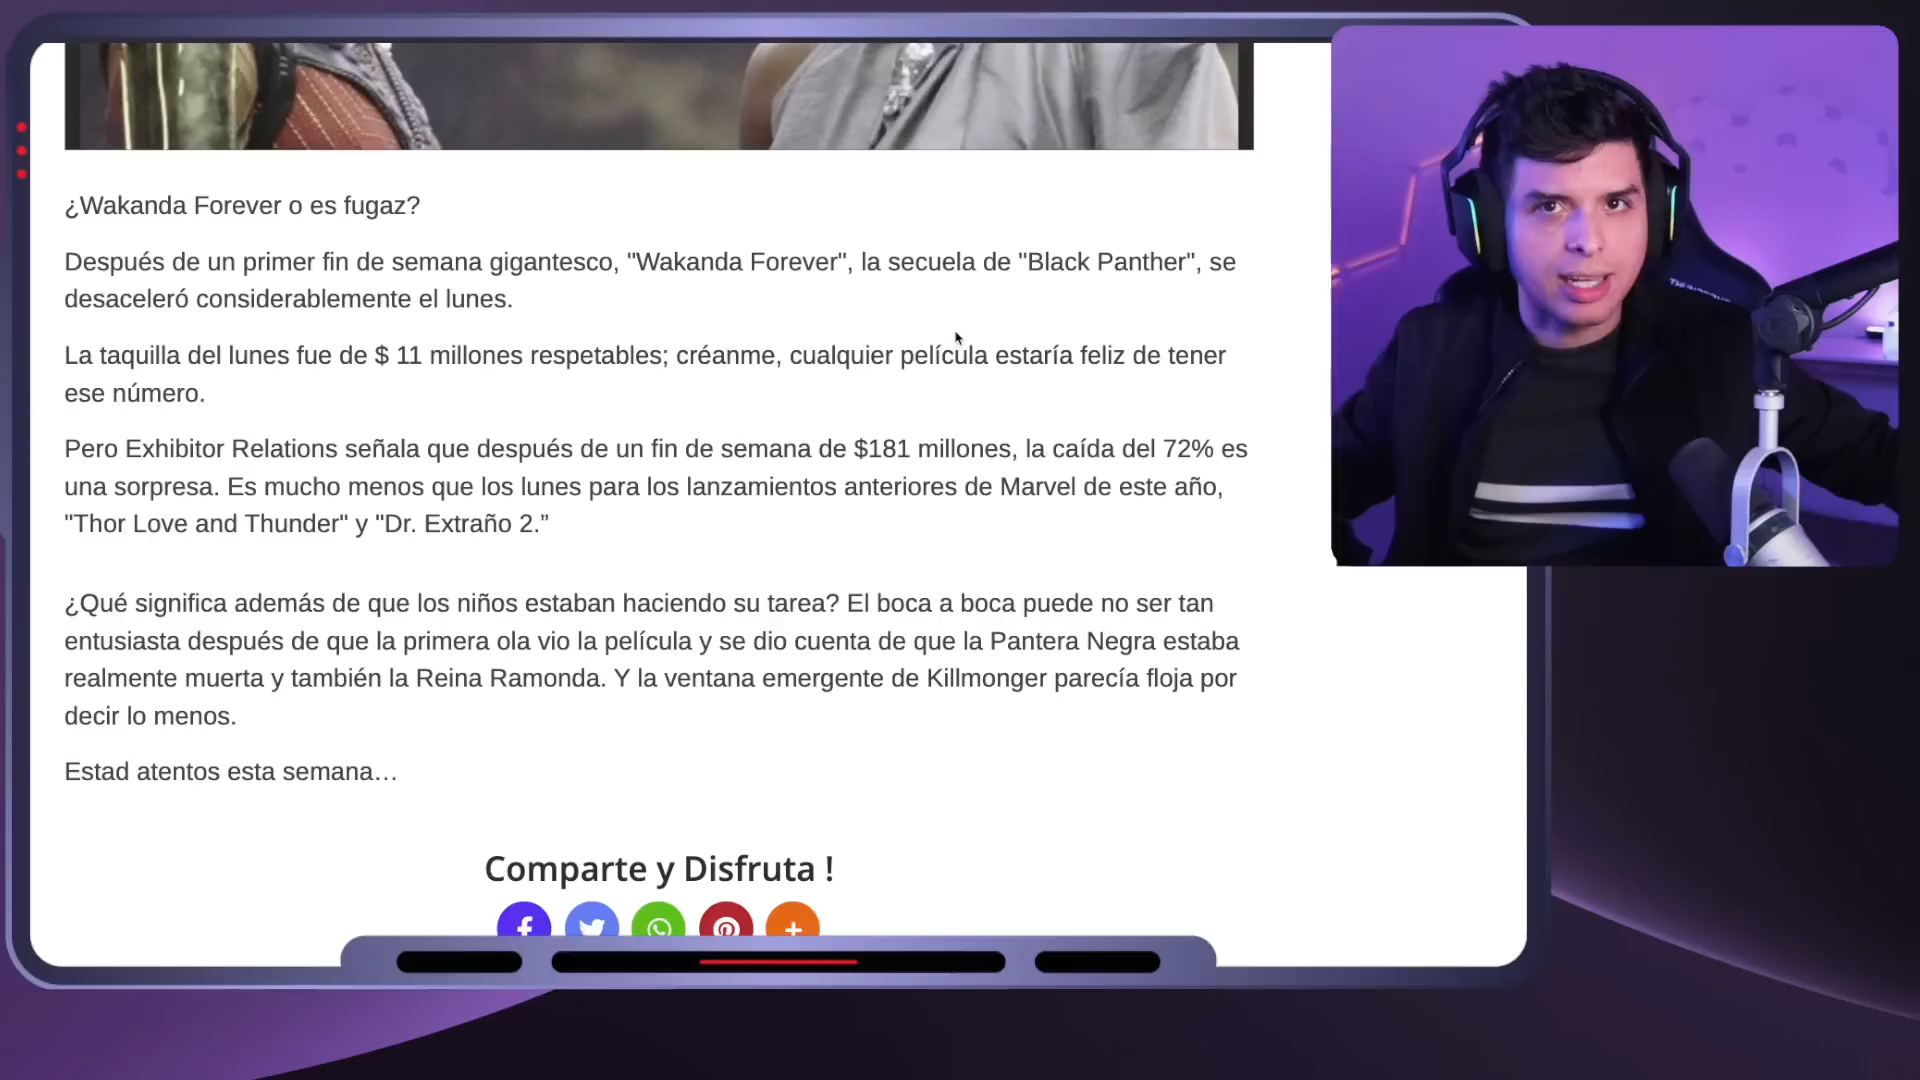 ¿Wakanda Forever o es fugaz?
Después de un primer fin de semana gigantesco, "Wakanda Forever", la secuela de "Black Panther", se
desaceleró considerablemente el lunes.
La taquilla del lunes fue de $ 11 millones respetables; créanme, cualquier película estaría feliz de tener
ese número.
Pero Exhibitor Relations señala que después de un fin de semana de $181 millones, la caída del 72% es
una sorpresa. Es mucho menos que los lunes para los lanzamientos anteriores de Marvel de este año,
"Thor Love and Thunder" y "Dr. Extraño 2.”
¿Qué significa además de que los niños estaban haciendo su tarea? El boca a boca puede no ser tan
entusiasta después de que la primera ola vio la película y se dio cuenta de que la Pantera Negra estaba
realmente muerta y también la Reina Ramonda. Y la ventana emergente de Killmonger parecía floja por
decir lo menos.
Estad atentos esta semana…
Comparte y Disfruta !